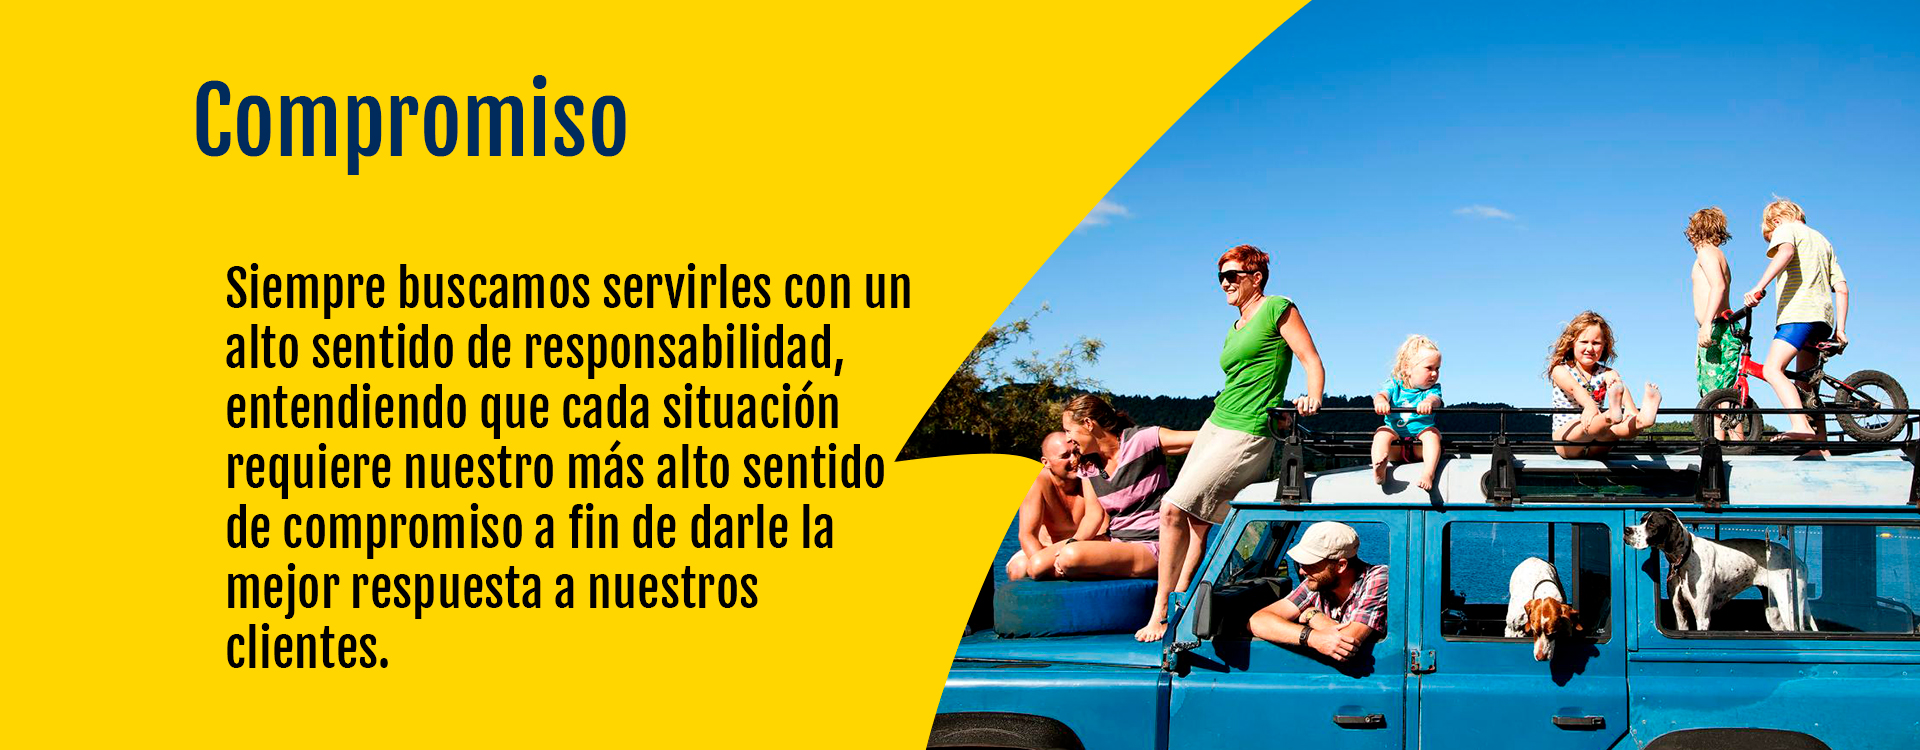 Compromiso
Siempre buscamos servirles con un
alto sentido de responsabilidad,
entendiendo que cada situación
requiere nuestro más alto sentido
de compromiso a fin de darle la
mejor respuesta a nuestros
clientes.